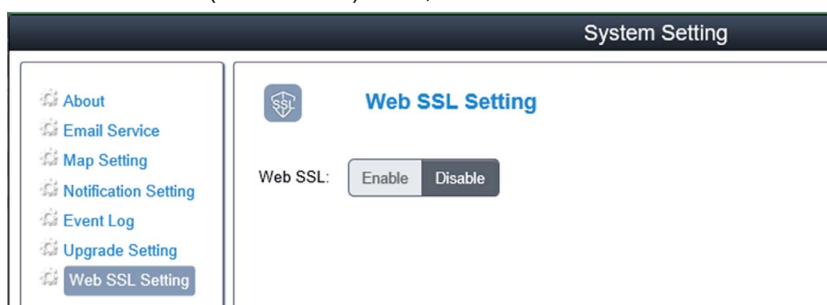 System Setting
About
Email Service
Map Setting
Notification Setting
Event Log
Upgrade Setting
Web SSL Setting
SSL
Web SSL Setting
Web SSL:
Enable
Disable